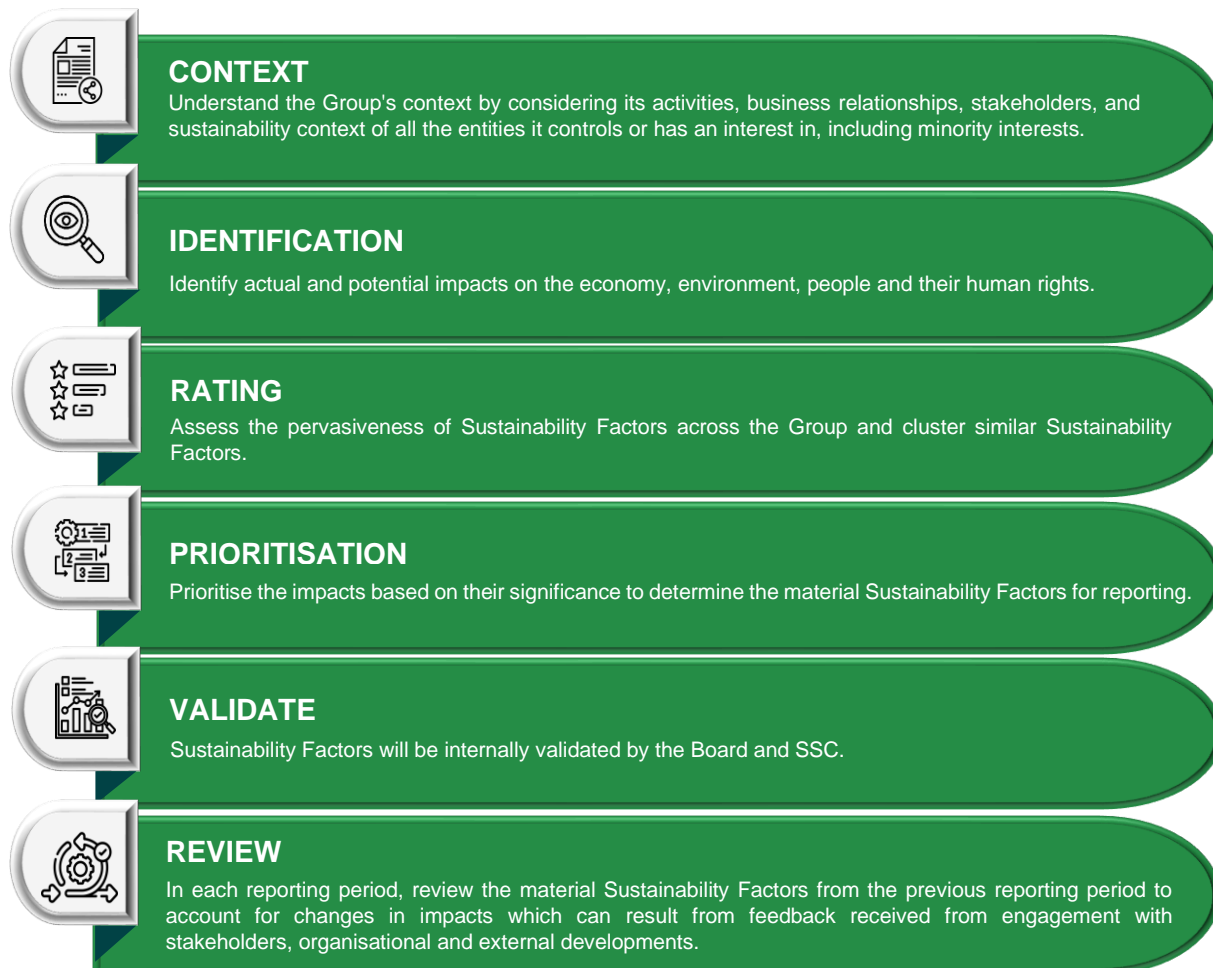 CONTEXT
Understand the Group's context by considering its activities, business relationships, stakeholders, and
sustainability context of all the entities it controls or has an interest in, including minority interests.
IDENTIFICATION
Identify actual and potential impacts on the economy, environment, people and their human rights.
RATING
Assess the pervasiveness of Sustainability Factors across the Group and cluster similar Sustainability
Factors.
1
2
3
PRIORITISATION
Prioritise the impacts based on their significance to determine the material Sustainability Factors for reporting.
VALIDATE
Sustainability Factors will be internally validated by the Board and SSC.
REVIEW
In each reporting period, review the material Sustainability Factors from the previous reporting period to
account for changes in impacts which can result from feedback received from engagement with
stakeholders, organisational and external developments.